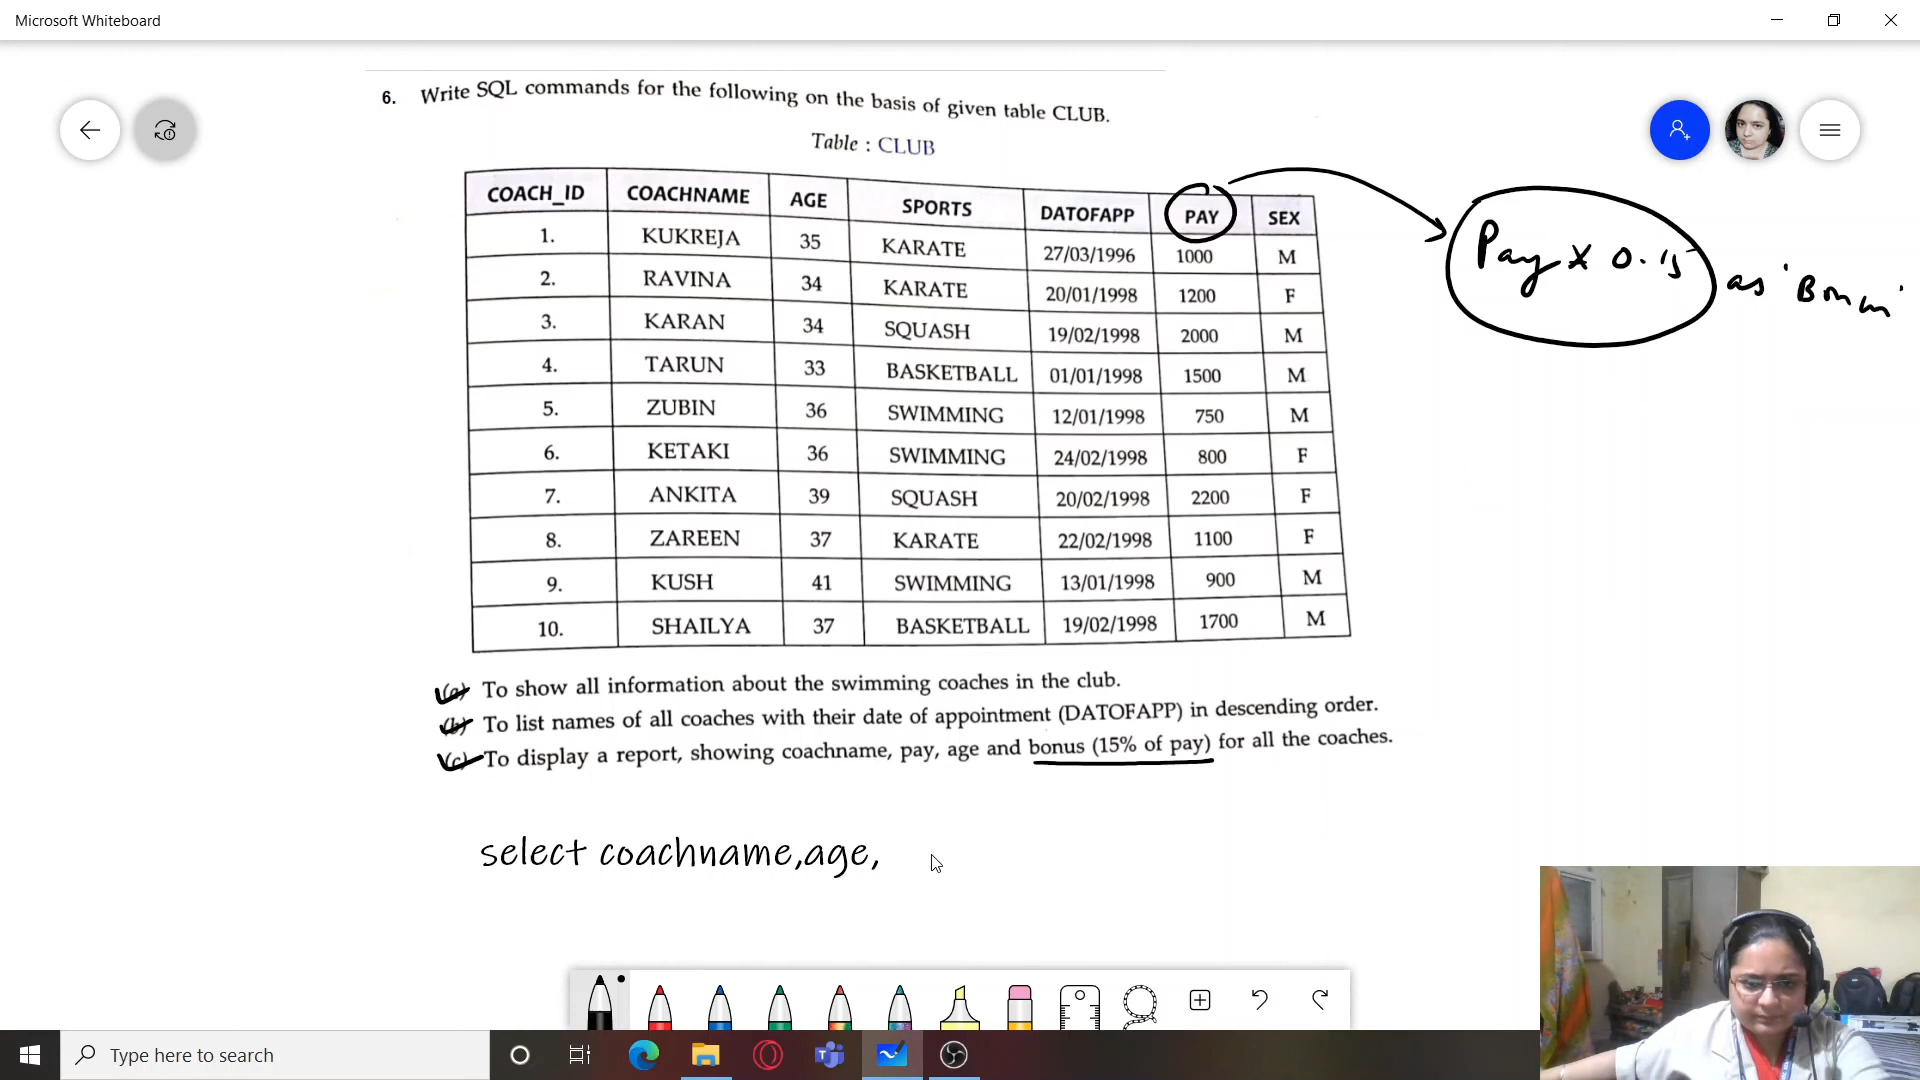 Microsoft Whiteboard
6. Write SQL commands for the following on the basis of given table CLUB.
Table : CLUB
COACH_ID COACHNAME AGE SPORTS DATOFAPP PAY SEX
1. KUKREJA 35 KARATE 27/03/1996 1000 M
2. RAVINA 34 KARATE 20/01/1998 1200 F
3. KARAN 34 SQUASH 19/02/1998 2000 M
4. TARUN 33 BASKETBALL 01/01/1998 1500 M
5. ZUBIN 36 SWIMMING 12/01/1998 750 M
6. KETAKI 36 SWIMMING 24/02/1998 800 F
7. ANKITA 39 SQUASH 20/02/1998 2200 F
8. ZAREEN 37 KARATE 22/02/1998 1100 F
9. KUSH 41 SWIMMING 13/01/1998 900 M
10. SHAILYA 37 BASKETBALL 19/02/1998 1700 M
Pay * 0.15 as 'Bonus'
(a) To show all information about the swimming coaches in the club.
(b) To list names of all coaches with their date of appointment (DATOFAPP) in descending order.
(c) To display a report, showing coachname, pay, age and bonus (15% of pay) for all the coaches.
select coachname,age,
Type here to search